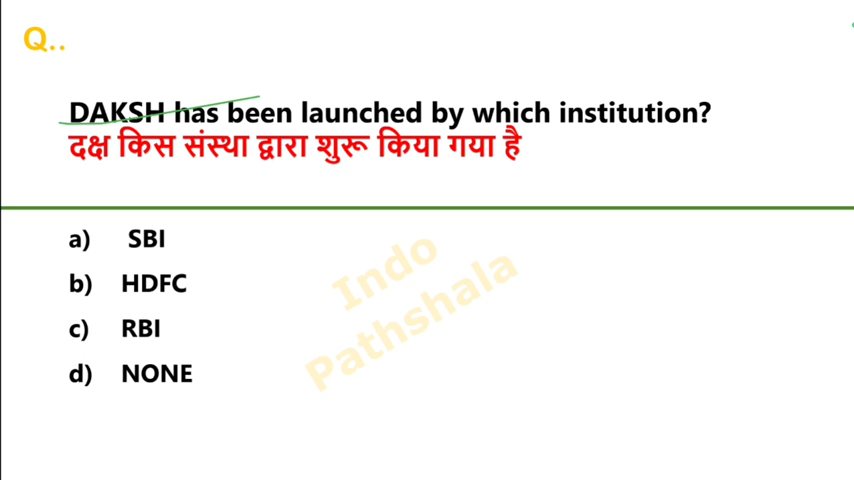 Q..
DAKSH has been launched by which institution?
दक्ष किस संस्था द्वारा शुरू किया गया है
a) SBI
b) HDFC
c) RBI
d) NONE
Indo
Pathshala